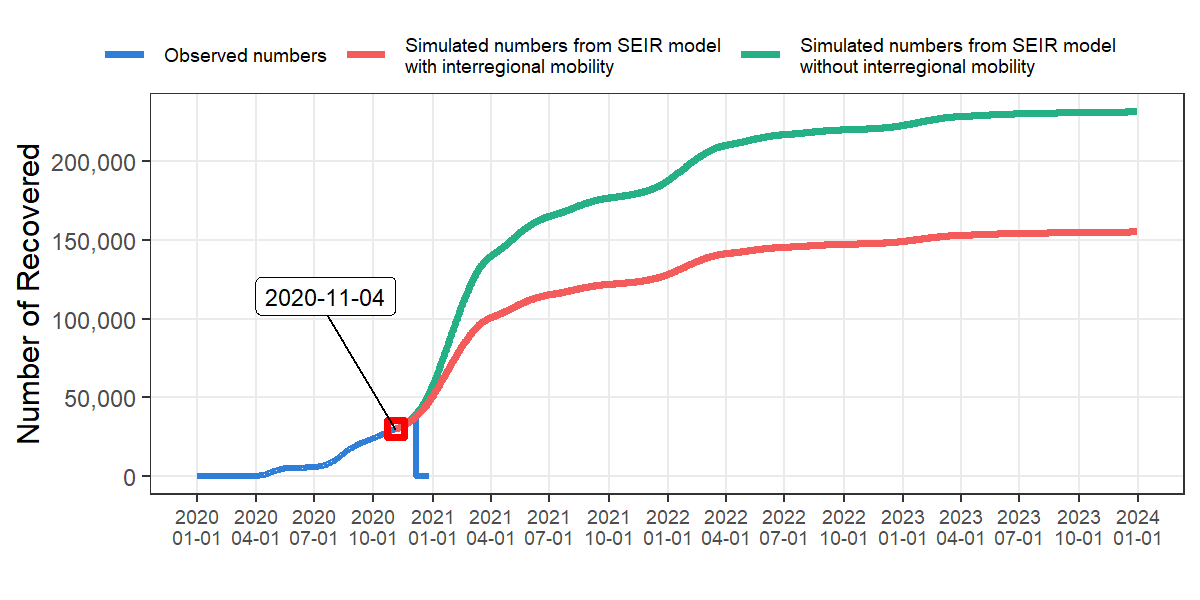 Observed numbers
Simulated numbers from SEIR model
with interregional mobility
Simulated numbers from SEIR model
without interregional mobility
Number of Recovered
200,000
150,000
100,000
50,000
0
2020-11-04
2020 2020 2020 2020 2021 2021 2021 2021 2022 2022 2022 2022 2023 2023 2023 2023 2024
01-01 04-01 07-01 10-01 01-01 04-01 07-01 10-01 01-01 04-01 07-01 10-01 01-01 04-01 07-01 10-01 01-01